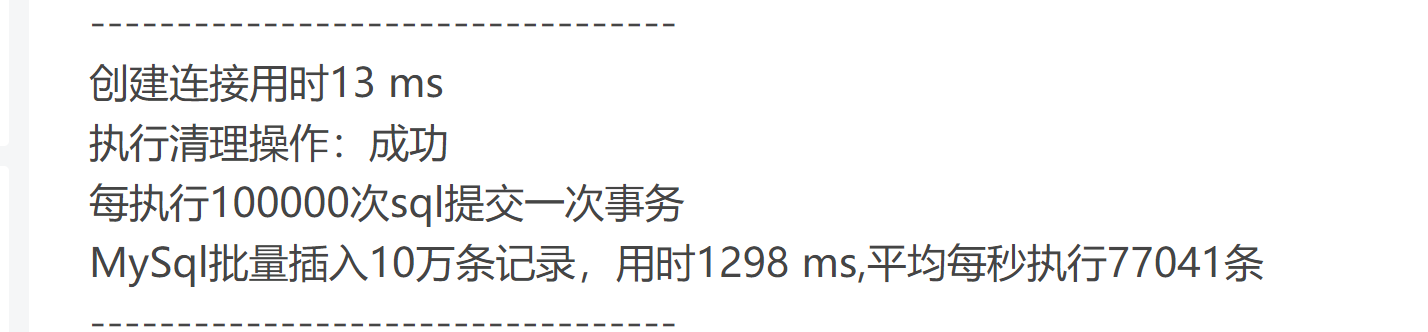 -----------------------------------
创建连接用时13 ms
执行清理操作：成功
每执行100000次sql提交一次事务
MySql批量插入10万条记录，用时1298 ms,平均每秒执行77041条
-----------------------------------